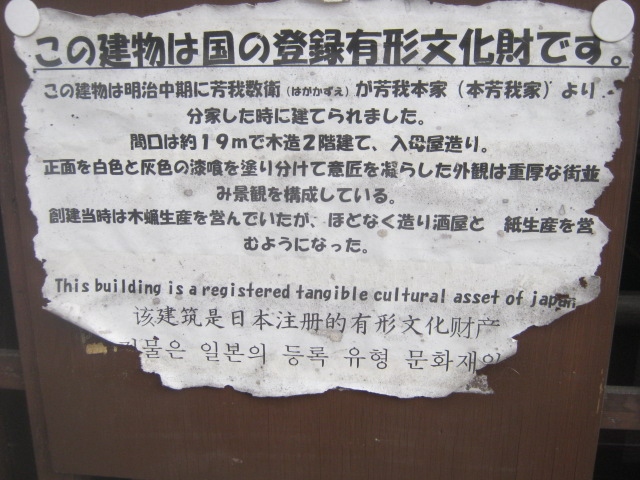 この建物は国の登録有形文化財です。
この建物は明治中期に芳我数衛（はがかずえ）が芳我本家（本芳我家）より
分家した時に建てられました。
間口は約１９ｍで木造２階建て、入母屋造り。
正面を白色と灰色の漆喰を塗り分けて意匠を凝らした外観は重厚な街並
み景観を構成している。
創建当時は木蝋生産を営んでいたが、ほどなく造り酒屋と　紙生産を営
むようになった。
This building is a registered tangible cultural asset of japan
该建筑是日本注册的有形文化财产
물은 일본의 등록 유형 문화재